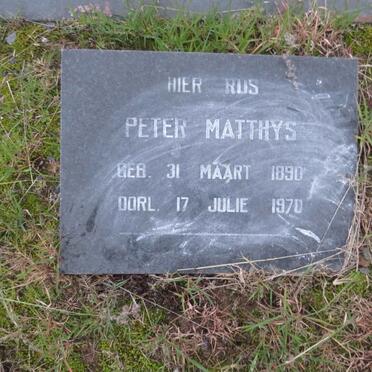 HIER RUS
PETER MATTHYS
GEB. 31 MAART 1890
OORL. 17 JULIE 1970